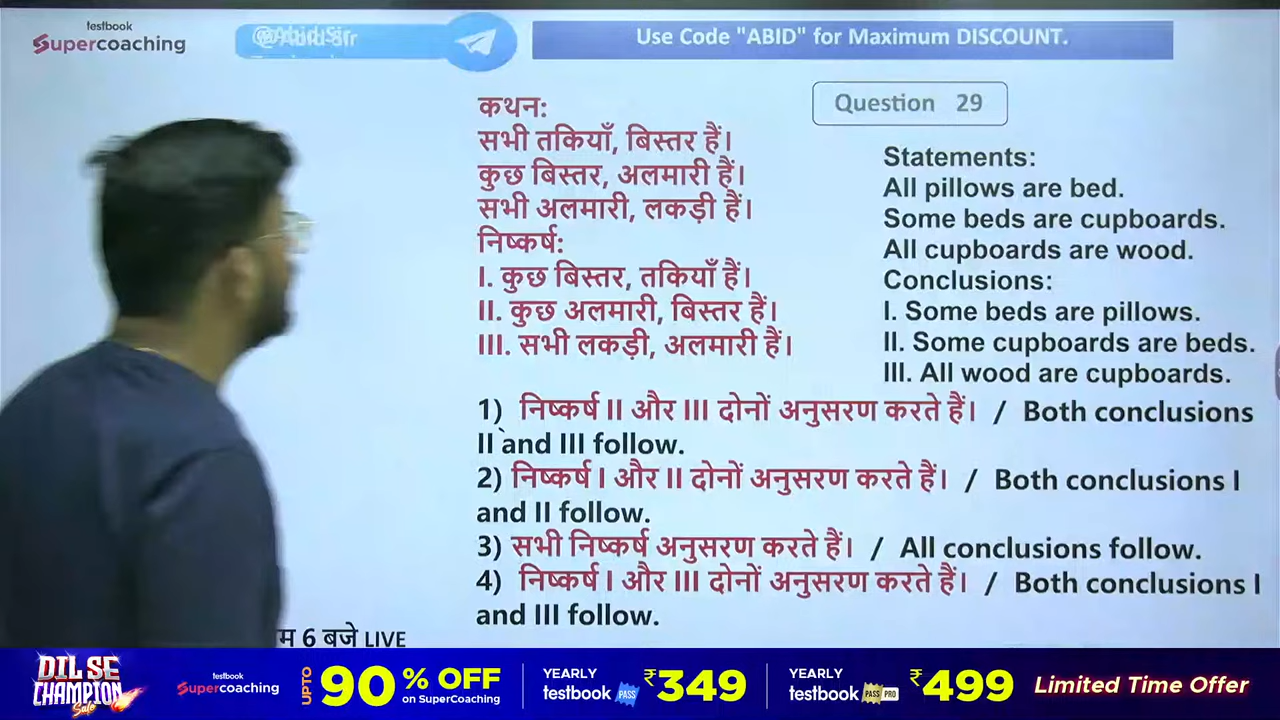 testbook
Supercoaching
@Abid Sir
Use Code "ABID" for Maximum DISCOUNT.
Question 29
कथन:
सभी तकियाँ, बिस्तर हैं।
कुछ बिस्तर, अलमारी हैं।
सभी अलमारी, लकड़ी हैं।
निष्कर्ष:
I. कुछ बिस्तर, तकियाँ हैं।
II. कुछ अलमारी, बिस्तर हैं।
III. सभी लकड़ी, अलमारी हैं।
Statements:
All pillows are bed.
Some beds are cupboards.
All cupboards are wood.
Conclusions:
I. Some beds are pillows.
II. Some cupboards are beds.
III. All wood are cupboards.
1) निष्कर्ष II और III दोनों अनुसरण करते हैं। / Both conclusions
II and III follow.
2) निष्कर्ष I और II दोनों अनुसरण करते हैं। / Both conclusions I
and II follow.
3) सभी निष्कर्ष अनुसरण करते हैं। / All conclusions follow.
4) निष्कर्ष I और III दोनों अनुसरण करते हैं। / Both conclusions I
and III follow.
6 बजे LIVE
DIL SE
CHAMPION
Sale
testbook
Supercoaching
UPTO 90% OFF
on SuperCoaching
YEARLY
testbook PASS
₹349
YEARLY
testbook PASS PRO
₹499
Limited Time Offer